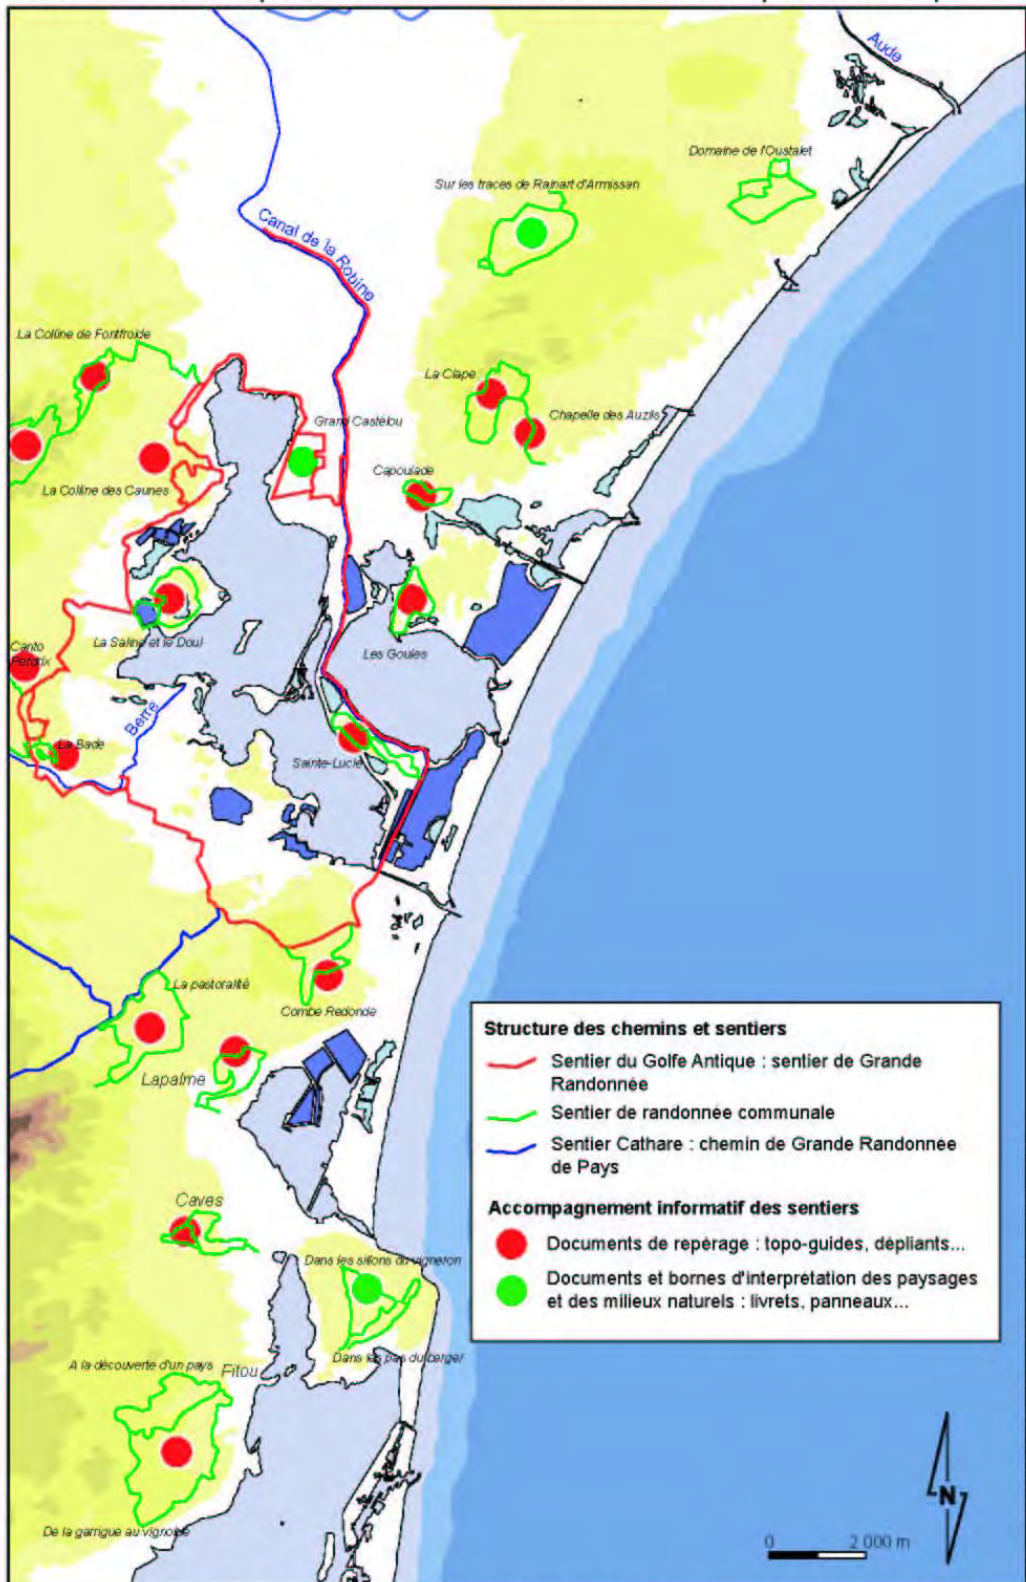 Aude
Domaine de l'Oustalet
Sur les traces de Rainart d'Armissan
Canal de la Robine
La Colline de Fontfroide
La Clape
Grand Castélou
Chapelle des Auzils
Capoulade
La Colline des Caunes
La Saline et le Doul
Canto
Perdrix
Les Goules
Berre
La Bade
Sainte-Lucie
La pastoralité
Combe Redonde
Lapalme
Structure des chemins et sentiers
Sentier du Golfe Antique : sentier de Grande
Randonnée
Sentier de randonnée communale
Sentier Cathare : chemin de Grande Randonnée
de Pays
Accompagnement informatif des sentiers
Documents de repérage : topo-guides, dépliants...
Documents et bornes d'interprétation des paysages
et des milieux naturels : livrets, panneaux...
Caves
Dans les sillons du vigneron
Dans les pas du berger
A la découverte d'un pays
Fitou
De la garrigue au vignoble
N
0 2 000 m